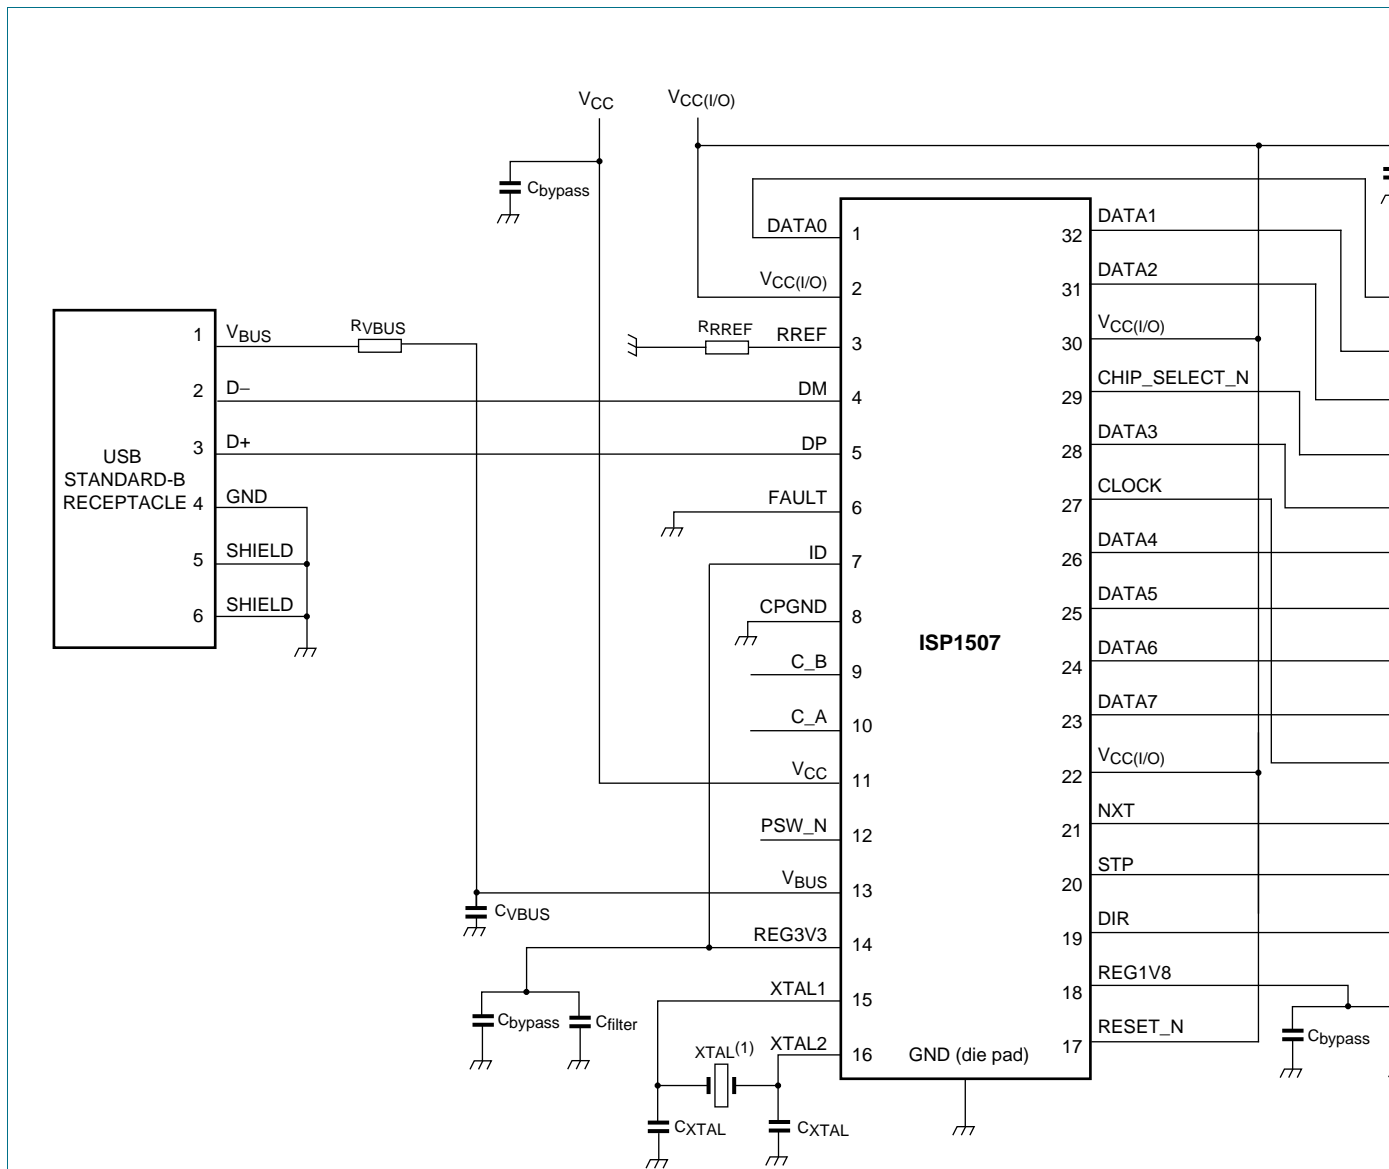 VCC
VCC(I/O)
Cbypass
DATA0
1
VCC(I/O)
2
RRREF
RREF
3
DM
4
DP
5
FAULT
6
ID
7
CPGND
8
C_B
9
C_A
10
VCC
11
PSW_N
12
VBUS
13
REG3V3
14
XTAL1
15
XTAL2
16
ISP1507
GND (die pad)
32
DATA1
31
DATA2
30
VCC(I/O)
29
CHIP_SELECT_N
28
DATA3
27
CLOCK
26
DATA4
25
DATA5
24
DATA6
23
DATA7
22
VCC(I/O)
21
NXT
20
STP
19
DIR
18
REG1V8
17
RESET_N
Cbypass
USB
STANDARD-B
RECEPTACLE
1
VBUS
RVBUS
2
D−
3
D+
4
GND
5
SHIELD
6
SHIELD
CVBUS
Cbypass
Cfilter
XTAL(1)
CXTAL
CXTAL